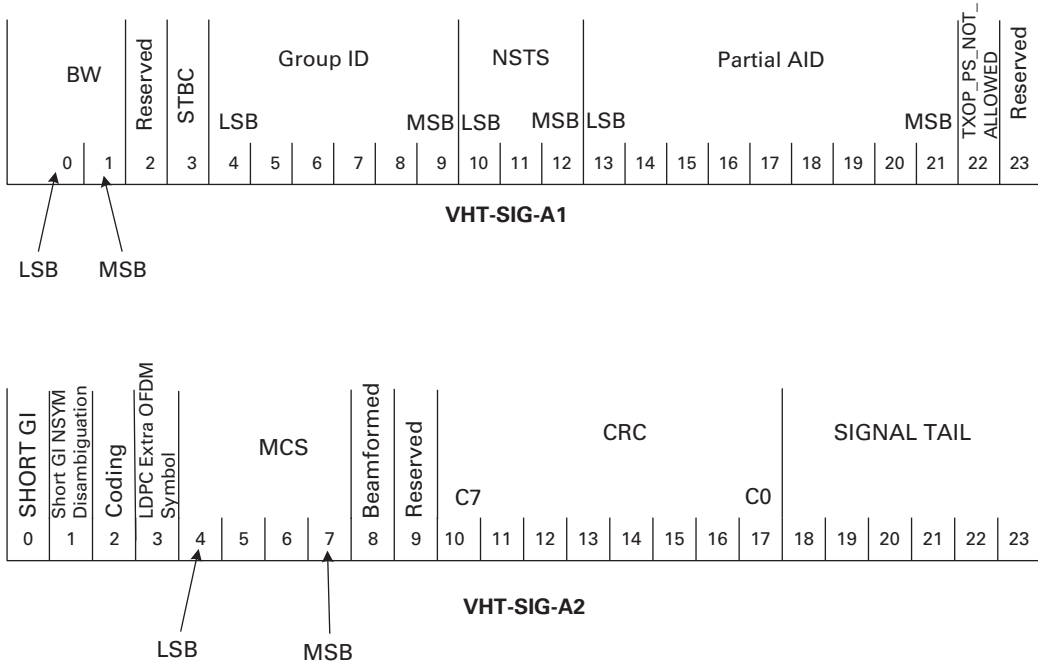 BW
Reserved
STBC
Group ID
NSTS
Partial AID
TXOP_PS_NOT_
ALLOWED
Reserved
LSB MSB LSB MSB LSB MSB
0 1 2 3 4 5 6 7 8 9 10 11 12 13 14 15 16 17 18 19 20 21 22 23
VHT-SIG-A1
LSB MSB
SHORT GI
Short GI NSYM
Disambiguation
Coding
LDPC Extra OFDM
Symbol
MCS
Beamformed
Reserved
CRC
SIGNAL TAIL
C7 C0
0 1 2 3 4 5 6 7 8 9 10 11 12 13 14 15 16 17 18 19 20 21 22 23
VHT-SIG-A2
LSB MSB